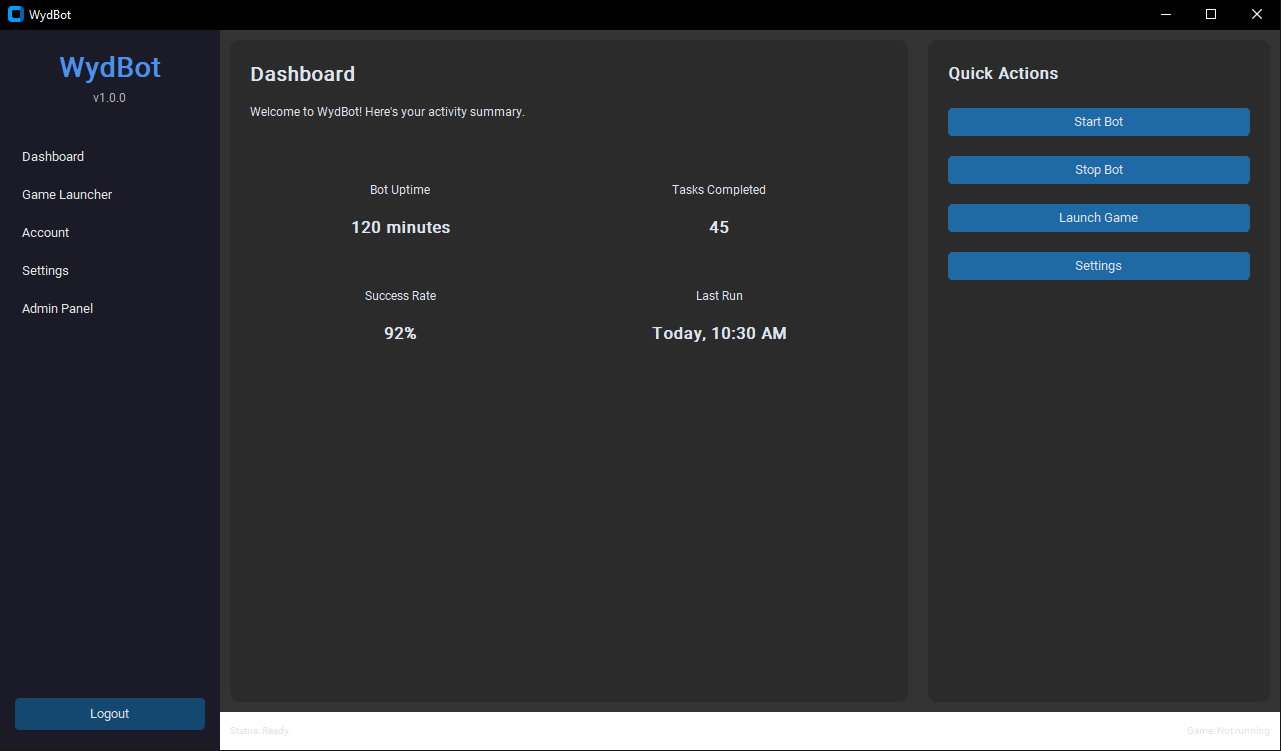 WydBot
WydBot
v1.0.0
Dashboard
Game Launcher
Account
Settings
Admin Panel
Logout
Dashboard
Welcome to WydBot! Here's your activity summary.
Bot Uptime
120 minutes
Tasks Completed
45
Success Rate
92%
Last Run
Today, 10:30 AM
Quick Actions
Start Bot
Stop Bot
Launch Game
Settings
Status: Ready
Game: Not running